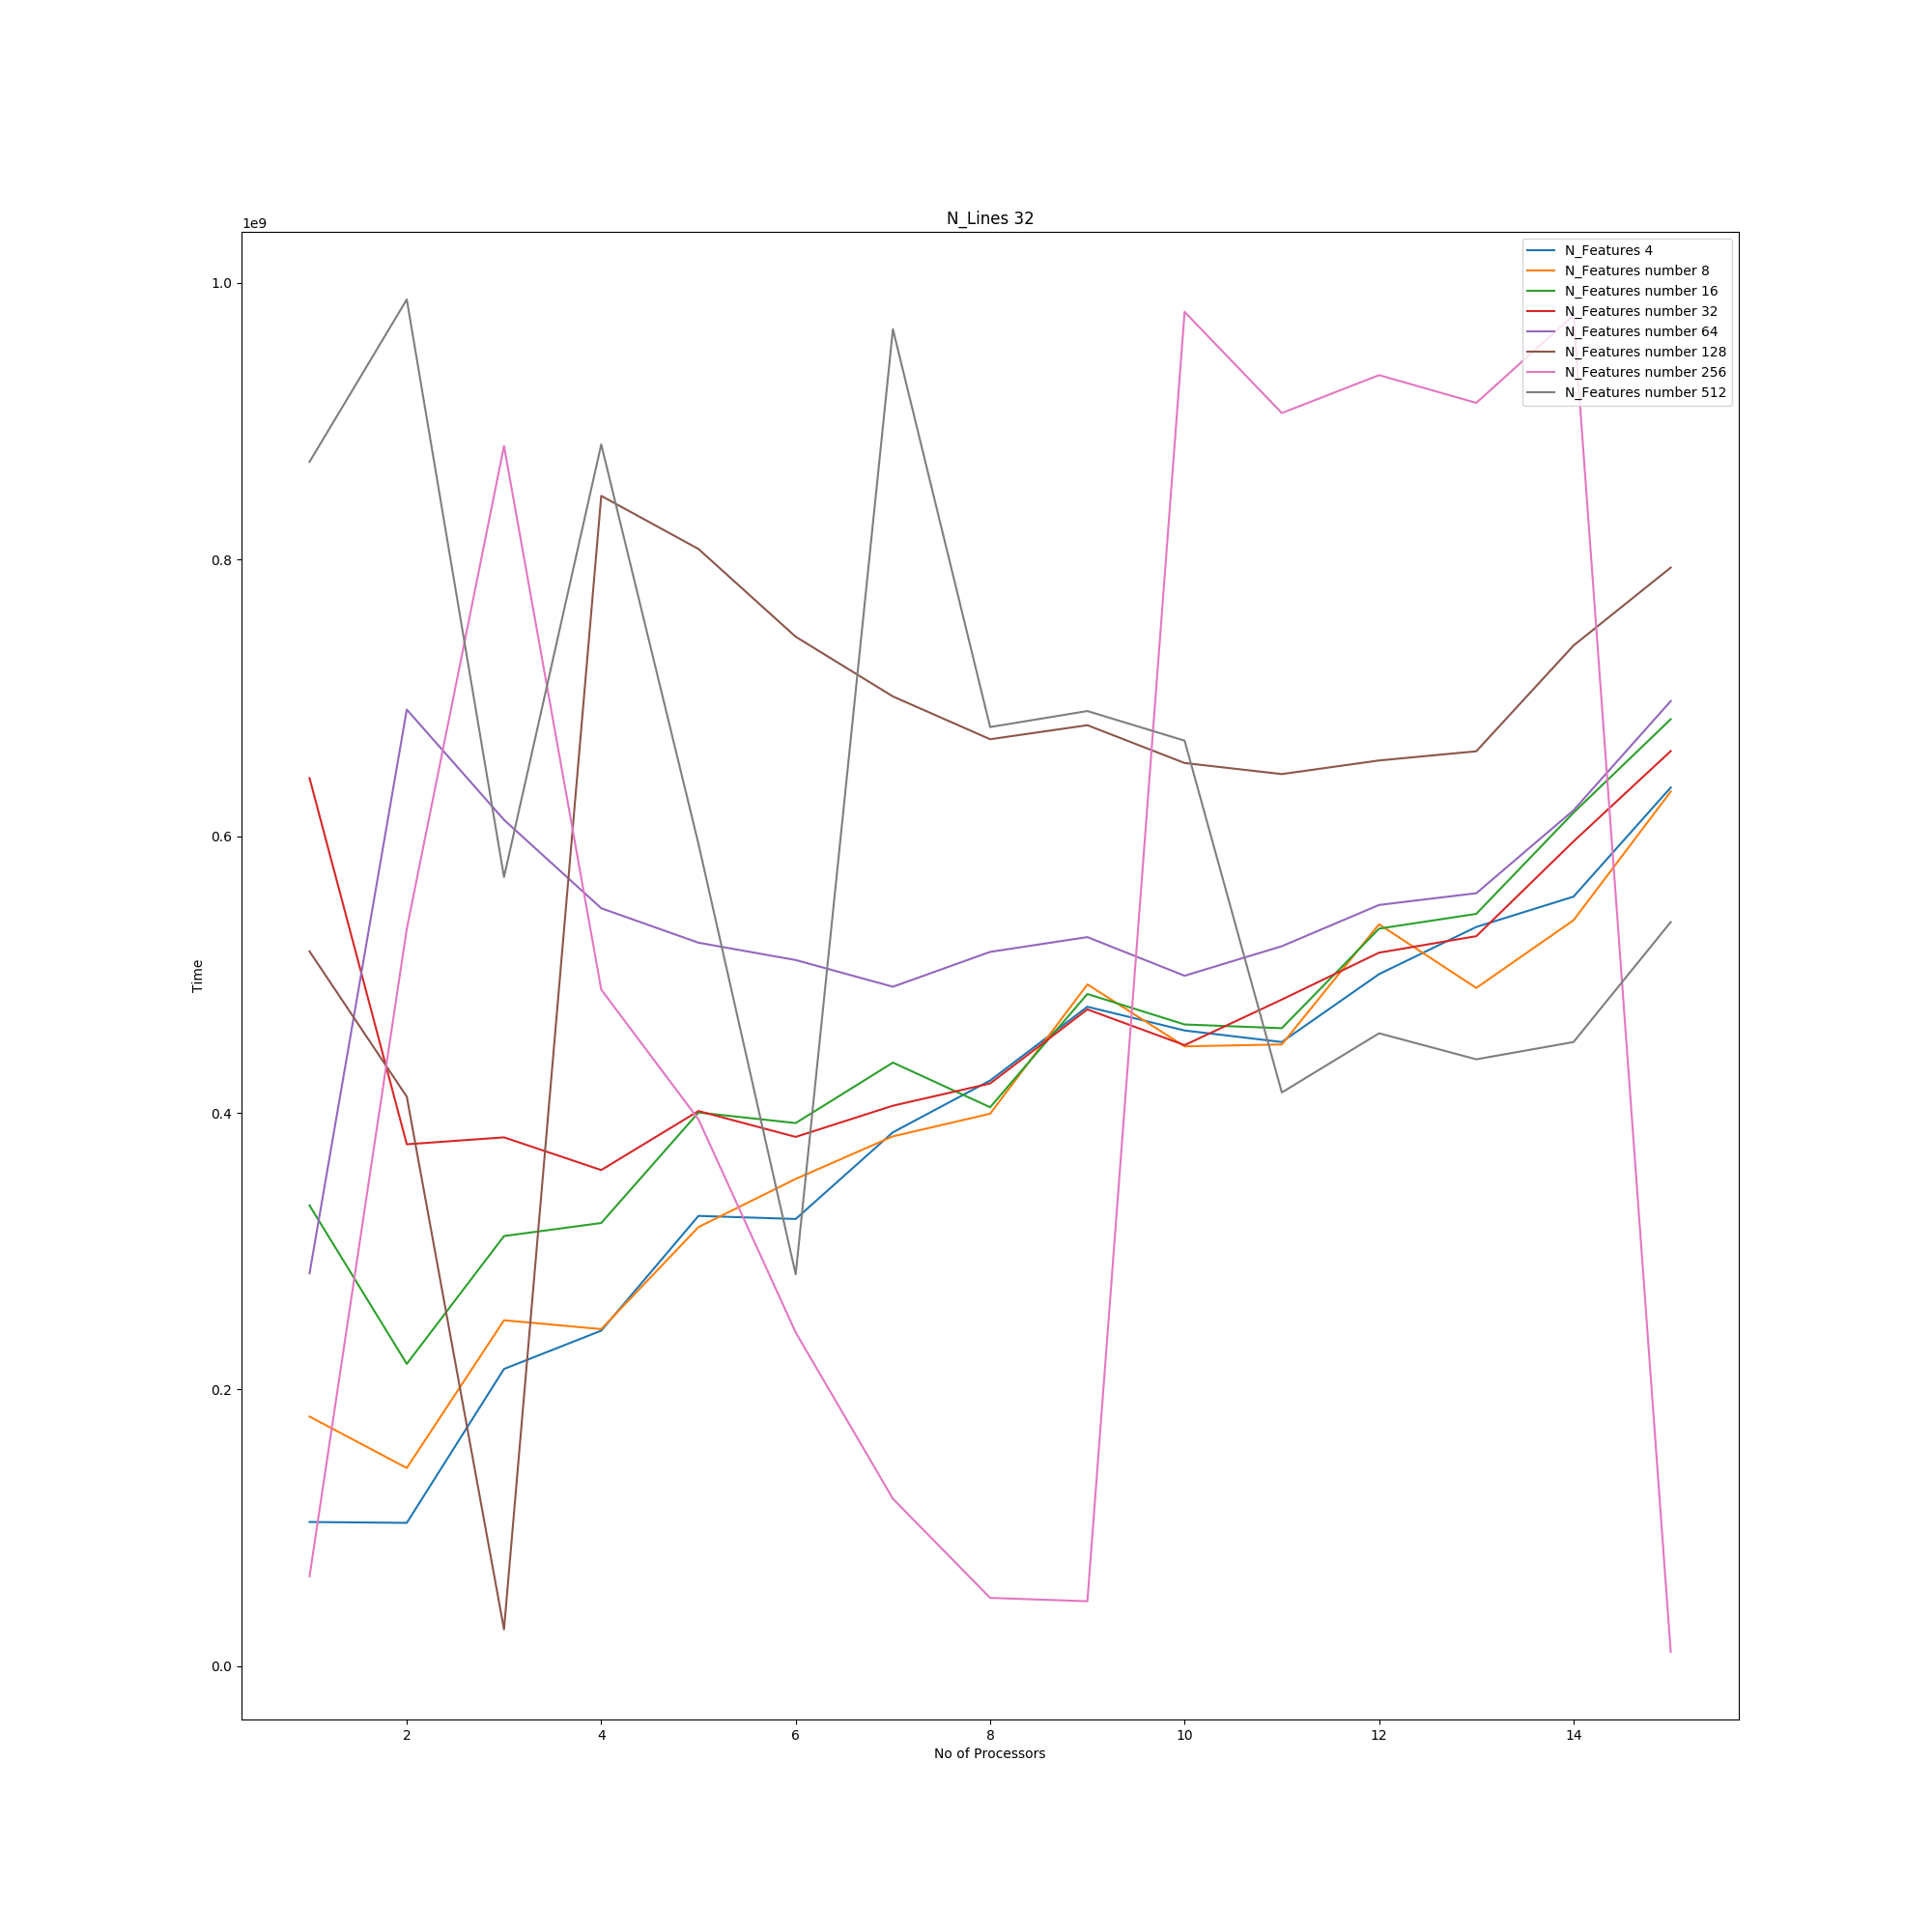 N_Lines 32
1e9
N_Features 4
N_Features number 8
N_Features number 16
N_Features number 32
N_Features number 64
N_Features number 128
N_Features number 256
N_Features number 512
1.0
0.8
0.6
0.4
0.2
0.0
Time
2 4 6 8 10 12 14
No of Processors